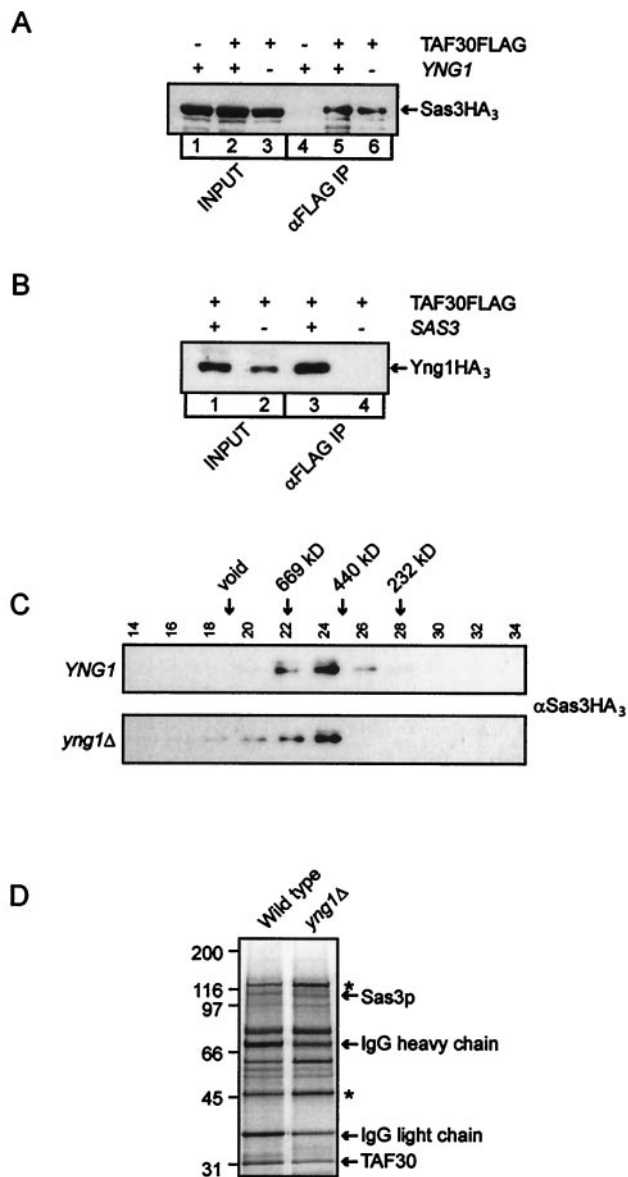 A
- + + - + + TAF30FLAG
+ + - + + - YNG1
←Sas3HA3
1 2 3 4 5 6
INPUT αFLAG IP
B
+ + + + TAF30FLAG
+ - + - SAS3
←Yng1HA3
1 2 3 4
INPUT αFLAG IP
C
void 669 kD 440 kD 232 kD
14 16 18 20 22 24 26 28 30 32 34
YNG1
αSas3HA3
yng1Δ
D
Wild type yng1Δ
200
*
116
←Sas3p
97
←IgG heavy chain
66
45 *
←IgG light chain
←TAF30
31